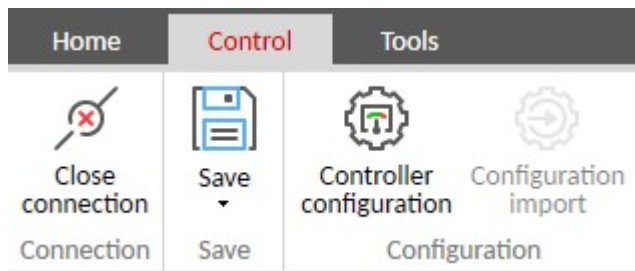 Home Control Tools
Close connection
Save
Controller configuration
Configuration import
Connection Save Configuration